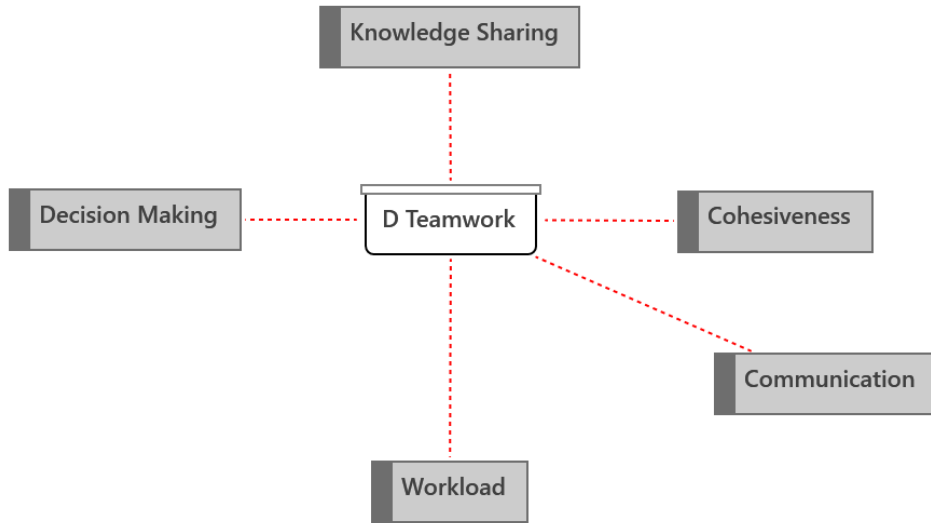 Knowledge Sharing
Decision Making
D Teamwork
Cohesiveness
Communication
Workload